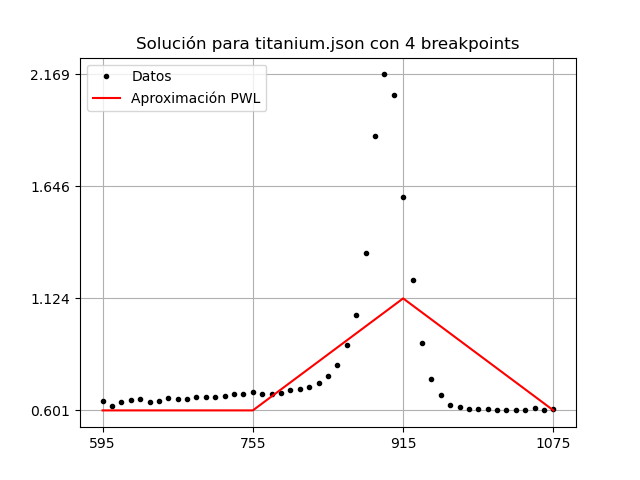 Solución para titanium.json con 4 breakpoints
Datos
Aproximación PWL
2.169
1.646
1.124
0.601
595 755 915 1075